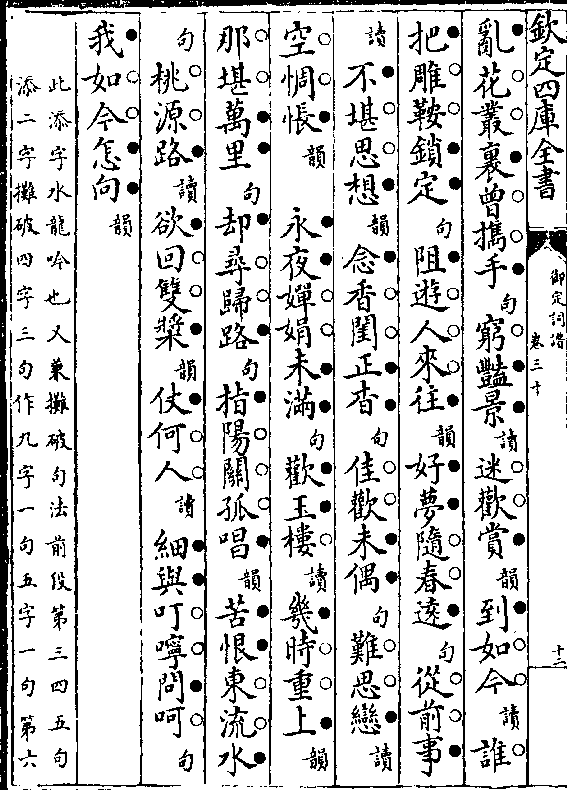 欽定四庫全書
御定詞譜
卷三十
十二
亂花叢裏曾攜手句窮豔景讀迷歡賞韻到如今讀誰
把雕鞍鎖定句阻遊人來往韻好夢隨春遠句從前事
讀不堪思想韻念香閨正杳句佳歡未偶句難思戀讀
空惆悵韻永夜嬋娟未滿句歎玉樓讀幾時重上韻
那堪萬里句却尋歸路句指陽關孤唱韻苦恨東流水
句桃源路讀欲回雙槳韻仗何人讀細與叮嚀問呵句
我如今怎向韻
此添字水龍吟也又兼攤破句法前段第三四五句
添二字攤破四字三句作九字一句五字一句第六